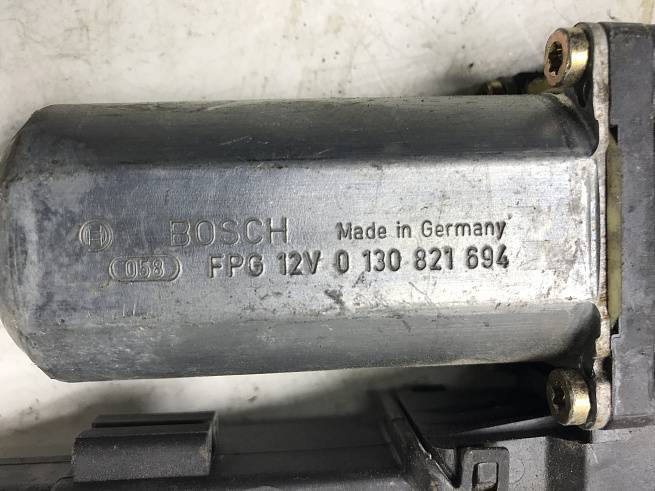 BOSCH Made in Germany
058 FPG 12V 0 130 821 694